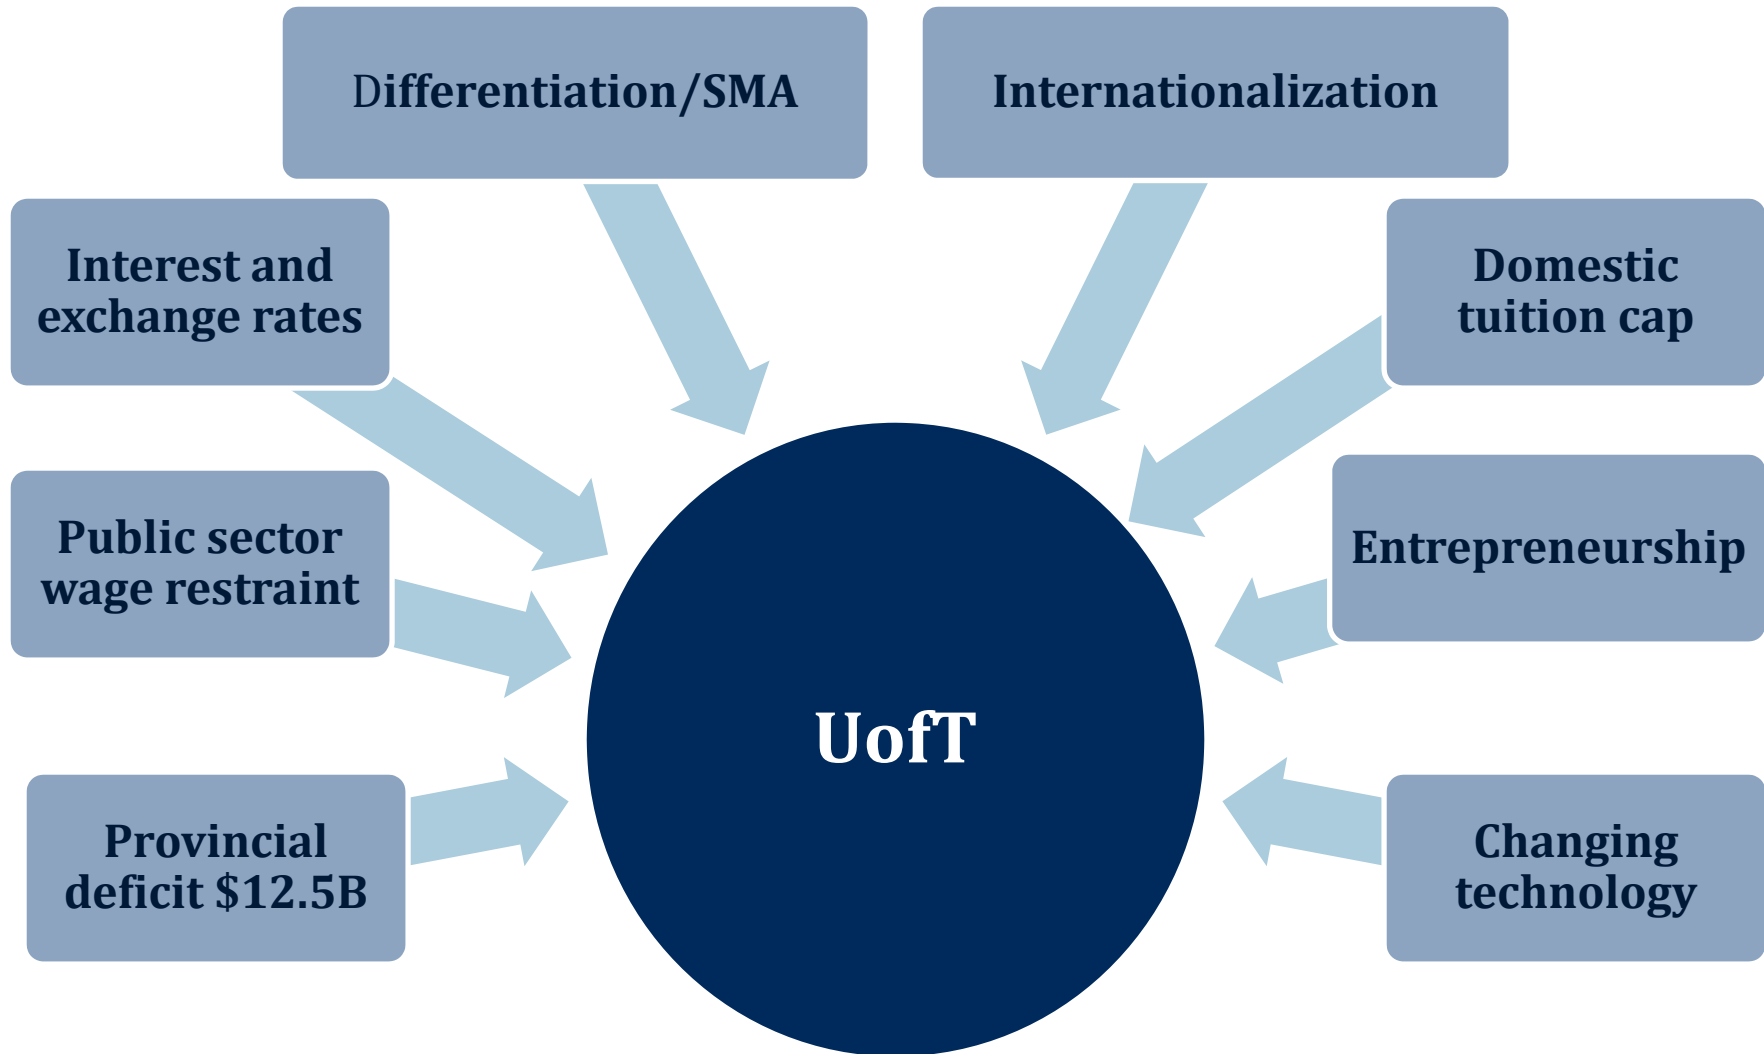 Differentiation/SMA
Internationalization
Interest and
exchange rates
Domestic
tuition cap
Public sector
wage restraint
Entrepreneurship
UofT
Provincial
deficit $12.5B
Changing
technology